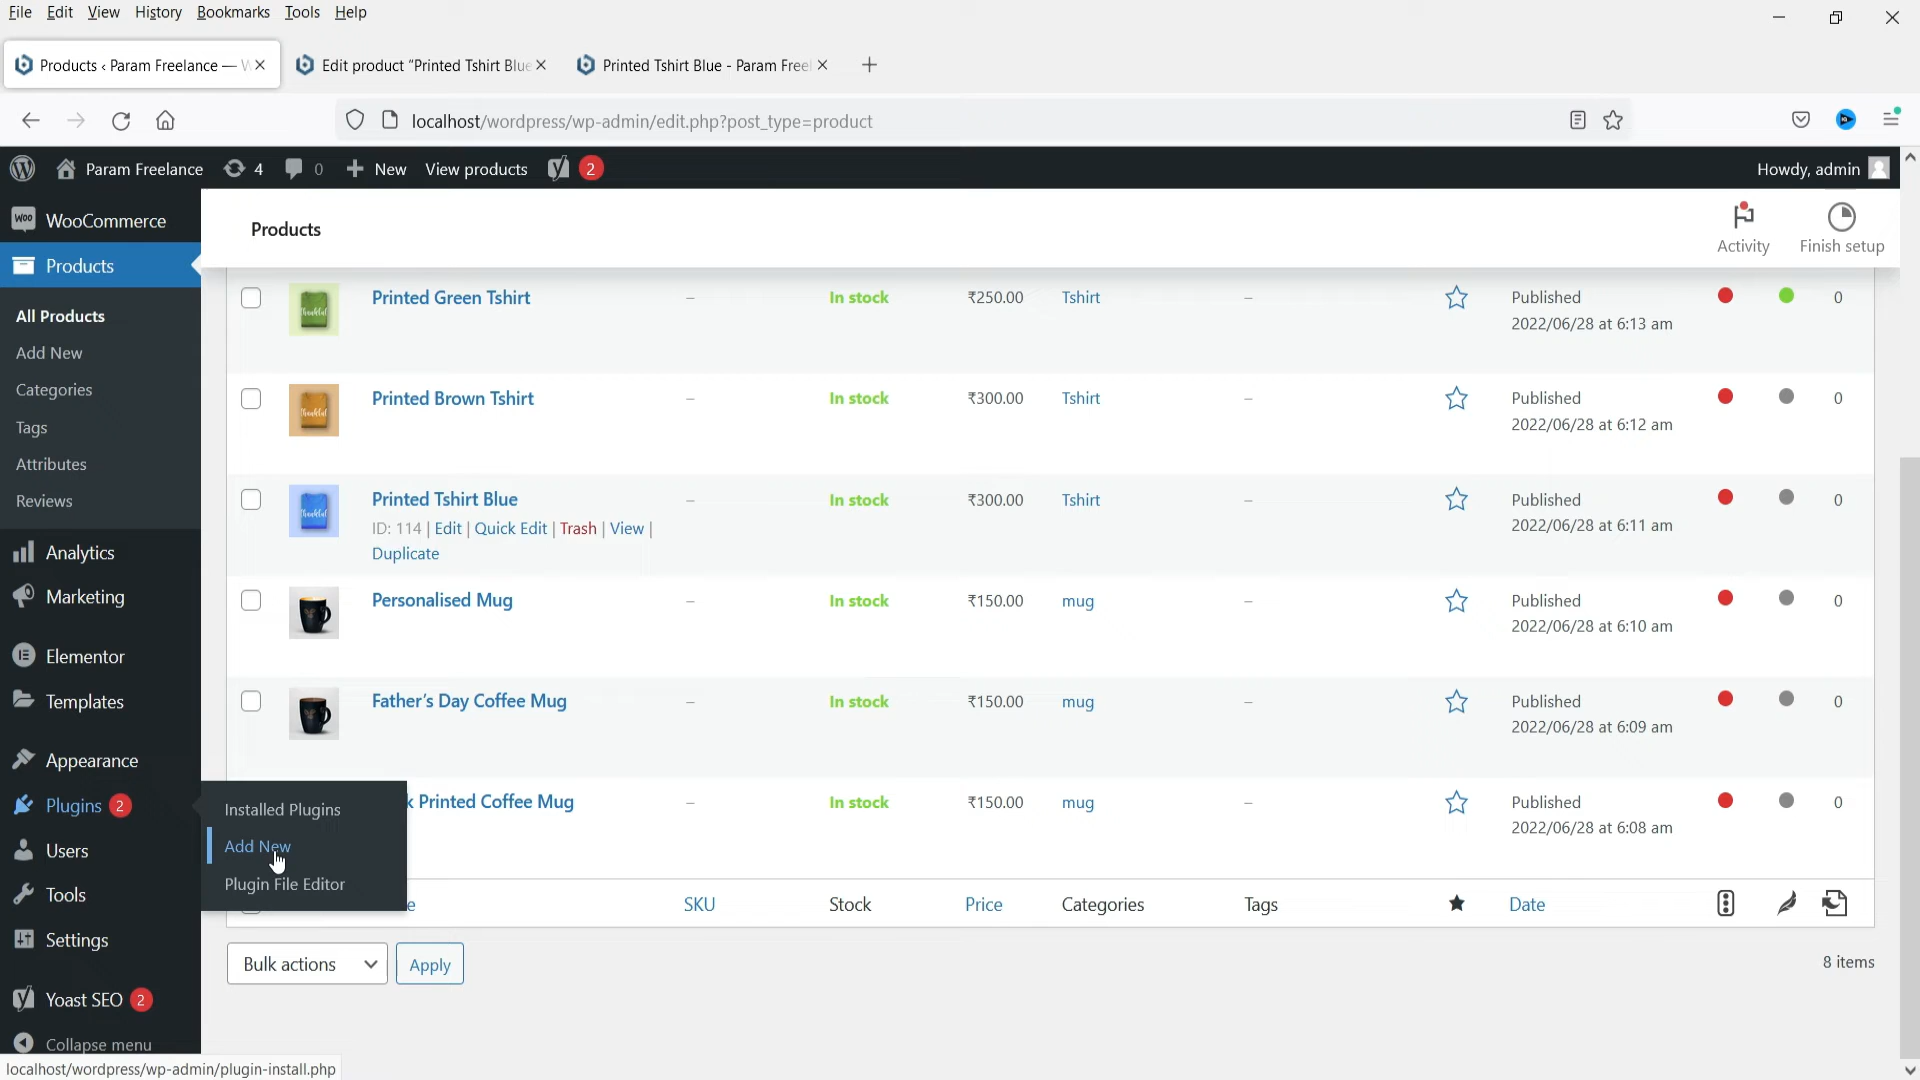 File Edit View History Bookmarks Tools Help
Products ‹ Param Freelance — W
Edit product "Printed Tshirt Blue
Printed Tshirt Blue - Param Free
localhost/wordpress/wp-admin/edit.php?post_type=product
Param Freelance 4 0 New View products 2
Howdy, admin
WooCommerce
Products
All Products
Add New
Categories
Tags
Attributes
Reviews
Analytics
Marketing
Elementor
Templates
Appearance
Plugins 2
Users
Tools
Settings
Yoast SEO 2
Collapse menu
Installed Plugins
Add New
Plugin File Editor
Products
Activity
Finish setup
Printed Green Tshirt – In stock ₹250.00 Tshirt – Published 0
2022/06/28 at 6:13 am
Printed Brown Tshirt – In stock ₹300.00 Tshirt – Published 0
2022/06/28 at 6:12 am
Printed Tshirt Blue – In stock ₹300.00 Tshirt – Published 0
2022/06/28 at 6:11 am
ID: 114 | Edit | Quick Edit | Trash | View |
Duplicate
Personalised Mug – In stock ₹150.00 mug – Published 0
2022/06/28 at 6:10 am
Father's Day Coffee Mug – In stock ₹150.00 mug – Published 0
2022/06/28 at 6:09 am
k Printed Coffee Mug – In stock ₹150.00 mug – Published 0
2022/06/28 at 6:08 am
e SKU Stock Price Categories Tags Date
Bulk actions Apply
8 items
localhost/wordpress/wp-admin/plugin-install.php